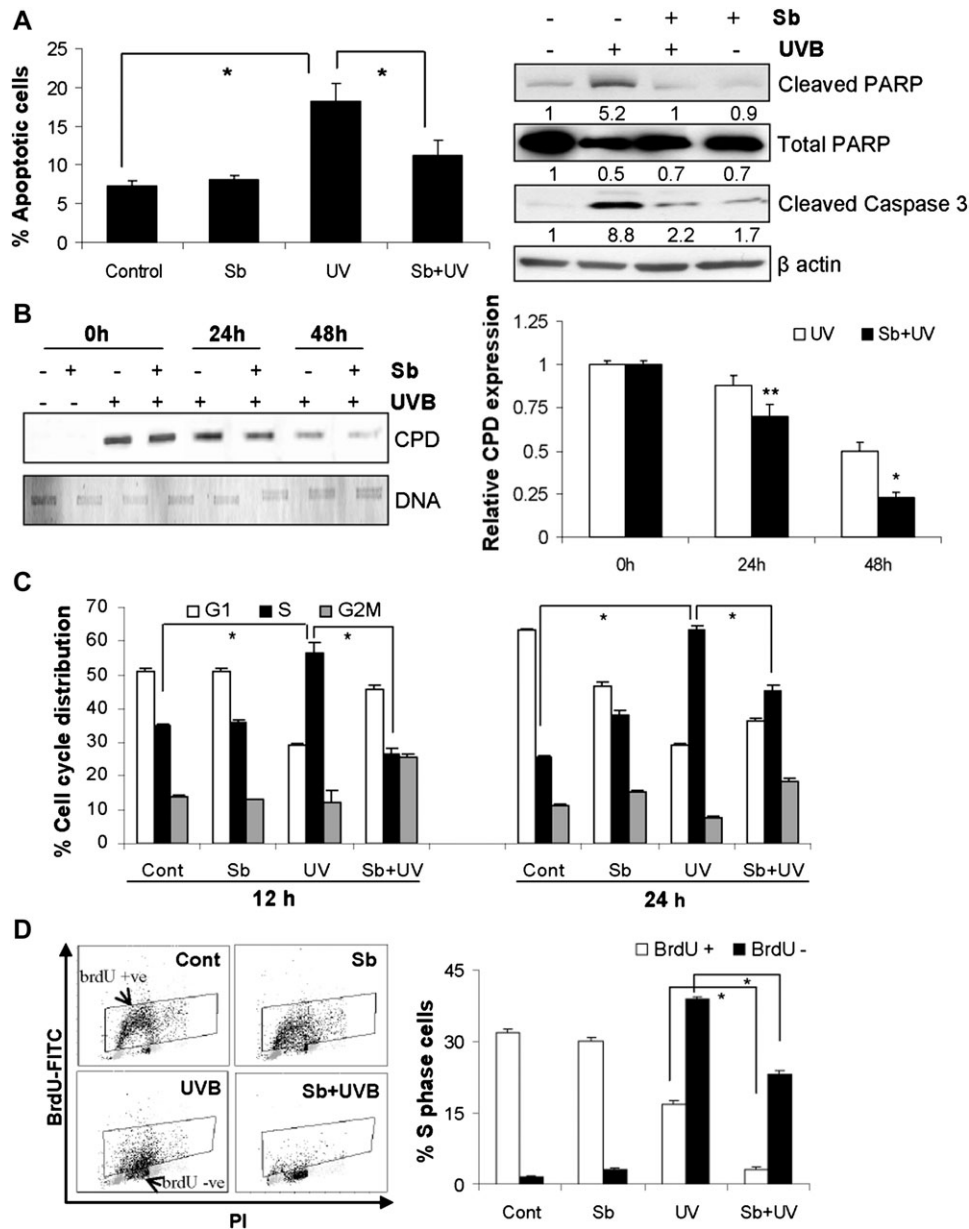 A
% Apoptotic cells
25
20
15
10
5
0
*
*
Control Sb UV Sb+UV
- - + + Sb
- + + - UVB
Cleaved PARP
1 5.2 1 0.9
Total PARP
1 0.5 0.7 0.7
Cleaved Caspase 3
1 8.8 2.2 1.7
β actin
B
0h 24h 48h
- + - + - + - + Sb
- - + + + + + + UVB
CPD
DNA
Relative CPD expression
1.25
1
0.75
0.5
0.25
0
UV Sb+UV
**
*
0h 24h 48h
C
% Cell cycle distribution
70
60
50
40
30
20
10
0
G1 S G2M
* *
* *
Cont Sb UV Sb+UV
12 h
Cont Sb UV Sb+UV
24 h
D
BrdU-FITC
Cont
brdU +ve
Sb
UVB
brdU -ve
Sb+UVB
PI
BrdU + BrdU -
% S phase cells
45
30
15
0
*
*
Cont Sb UV Sb+UV